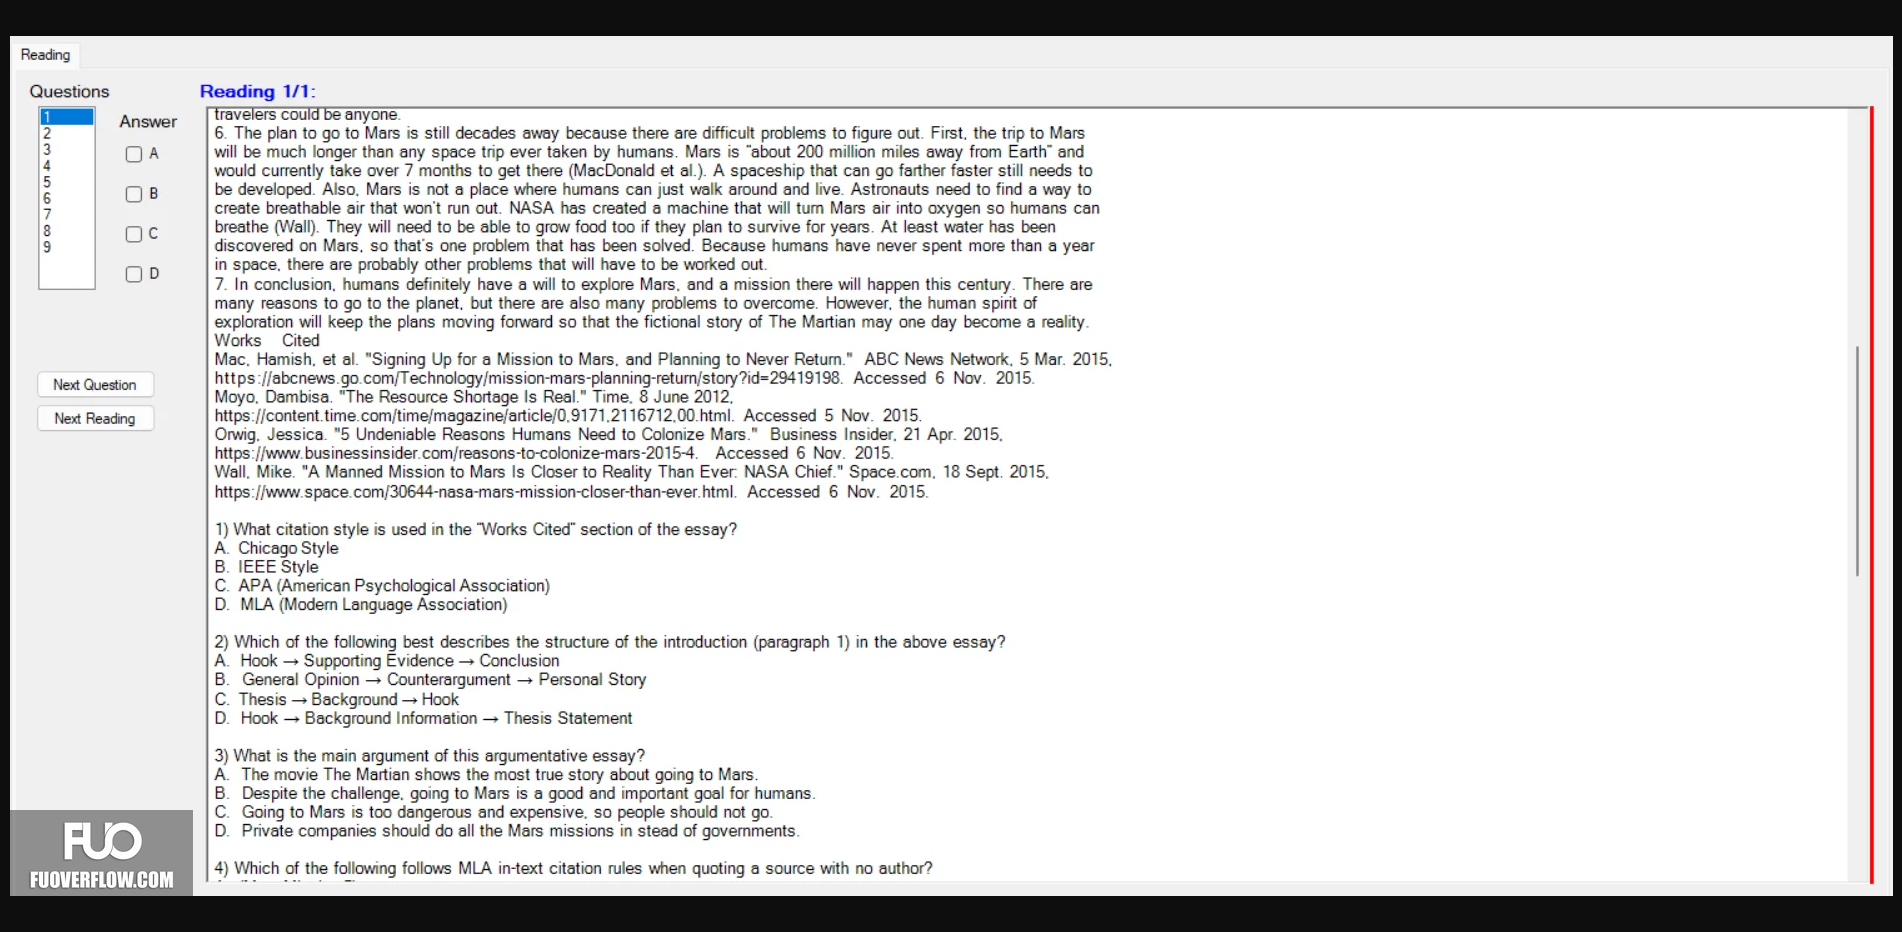 Reading
Questions
Reading 1/1:
1
2
3
4
5
6
7
8
9
Answer
A
B
C
D
Next Question
Next Reading
travelers could be anyone.
6. The plan to go to Mars is still decades away because there are difficult problems to figure out. First, the trip to Mars
will be much longer than any space trip ever taken by humans. Mars is "about 200 million miles away from Earth" and
would currently take over 7 months to get there (MacDonald et al.). A spaceship that can go farther faster still needs to
be developed. Also, Mars is not a place where humans can just walk around and live. Astronauts need to find a way to
create breathable air that won't run out. NASA has created a machine that will turn Mars air into oxygen so humans can
breathe (Wall). They will need to be able to grow food too if they plan to survive for years. At least water has been
discovered on Mars, so that's one problem that has been solved. Because humans have never spent more than a year
in space, there are probably other problems that will have to be worked out.
7. In conclusion, humans definitely have a will to explore Mars, and a mission there will happen this century. There are
many reasons to go to the planet, but there are also many problems to overcome. However, the human spirit of
exploration will keep the plans moving forward so that the fictional story of The Martian may one day become a reality.
Works Cited
Mac, Hamish, et al. "Signing Up for a Mission to Mars, and Planning to Never Return." ABC News Network, 5 Mar. 2015,
https://abcnews.go.com/Technology/mission-mars-planning-return/story?id=29419198. Accessed 6 Nov. 2015.
Moyo, Dambisa. "The Resource Shortage Is Real." Time, 8 June 2012,
https://content.time.com/time/magazine/article/0,9171,2116712,00.html. Accessed 5 Nov. 2015.
Orwig, Jessica. "5 Undeniable Reasons Humans Need to Colonize Mars." Business Insider, 21 Apr. 2015,
https://www.businessinsider.com/reasons-to-colonize-mars-2015-4. Accessed 6 Nov. 2015.
Wall, Mike. "A Manned Mission to Mars Is Closer to Reality Than Ever: NASA Chief." Space.com, 18 Sept. 2015,
https://www.space.com/30644-nasa-mars-mission-closer-than-ever.html. Accessed 6 Nov. 2015.
1) What citation style is used in the "Works Cited" section of the essay?
A. Chicago Style
B. IEEE Style
C. APA (American Psychological Association)
D. MLA (Modern Language Association)
2) Which of the following best describes the structure of the introduction (paragraph 1) in the above essay?
A. Hook → Supporting Evidence → Conclusion
B. General Opinion → Counterargument → Personal Story
C. Thesis → Background → Hook
D. Hook → Background Information → Thesis Statement
3) What is the main argument of this argumentative essay?
A. The movie The Martian shows the most true story about going to Mars.
B. Despite the challenge, going to Mars is a good and important goal for humans.
C. Going to Mars is too dangerous and expensive, so people should not go.
D. Private companies should do all the Mars missions in stead of governments.
4) Which of the following follows MLA in-text citation rules when quoting a source with no author?
FUO
FUOVERFLOW.COM